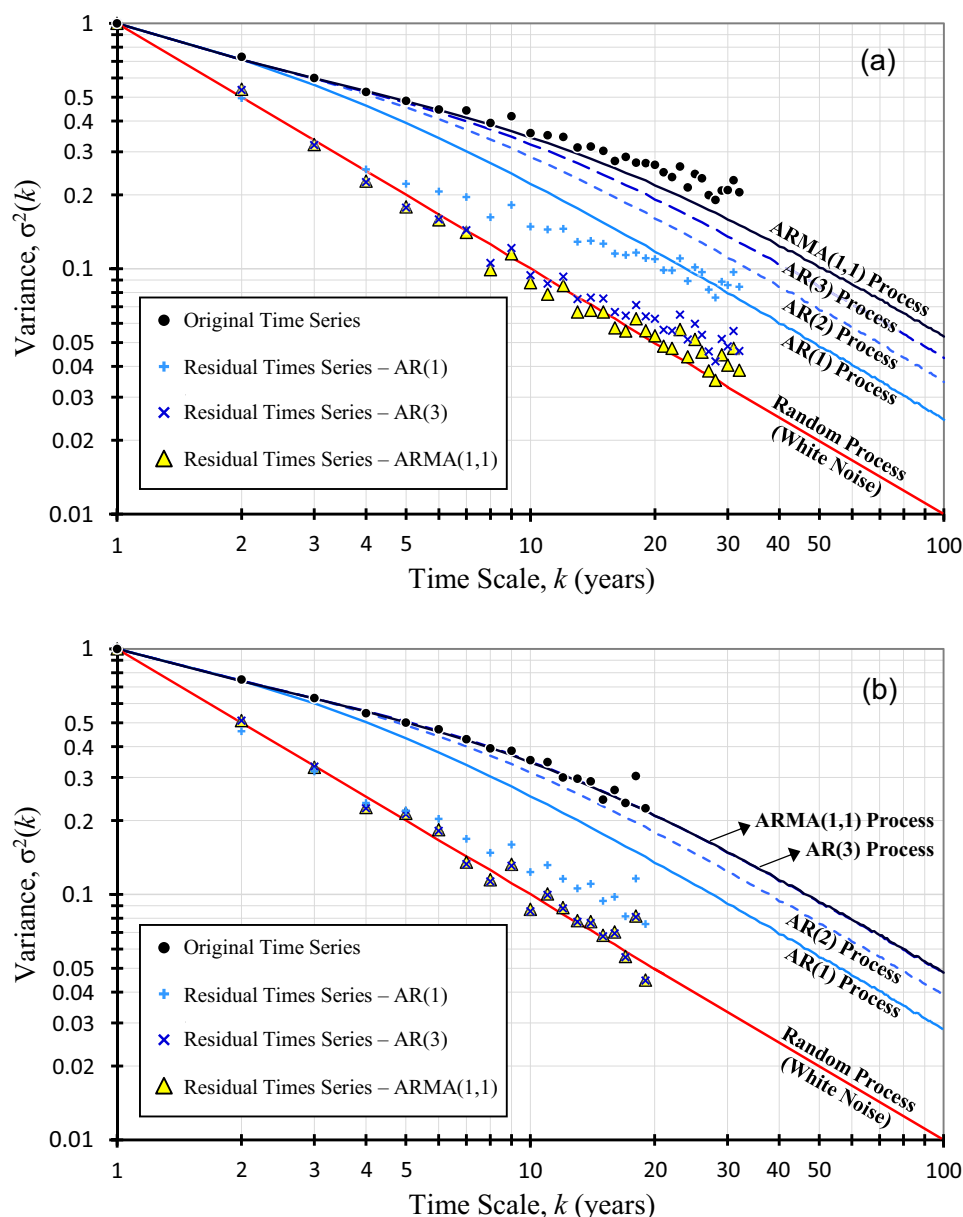 (a)
Variance, σ²(k)
1
0.5
0.4
0.3
0.2
0.1
0.05
0.04
0.03
0.02
0.01
Original Time Series
Residual Times Series – AR(1)
Residual Times Series – AR(3)
Residual Times Series – ARMA(1,1)
ARMA(1,1) Process
AR(3) Process
AR(2) Process
AR(1) Process
Random Process
(White Noise)
1 2 3 4 5 10 20 30 40 50 100
Time Scale, k (years)
(b)
Variance, σ²(k)
1
0.5
0.4
0.3
0.2
0.1
0.05
0.04
0.03
0.02
0.01
Original Time Series
Residual Times Series – AR(1)
Residual Times Series – AR(3)
Residual Times Series – ARMA(1,1)
ARMA(1,1) Process
AR(3) Process
AR(2) Process
AR(1) Process
Random Process
(White Noise)
1 2 3 4 5 10 20 30 40 50 100
Time Scale, k (years)